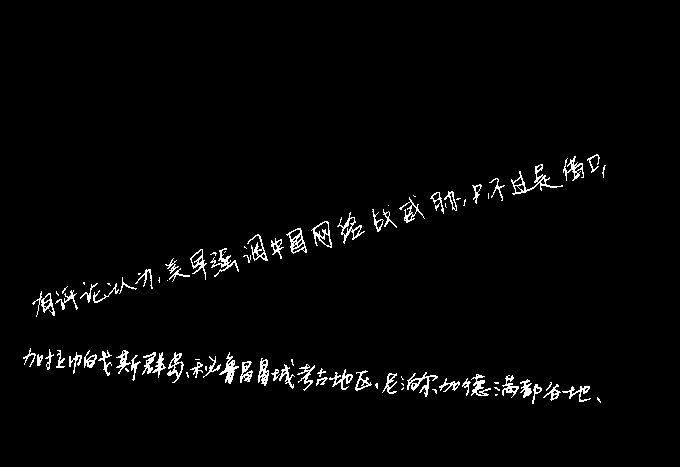 有评论认为,美军强调中国网络战威胁,只不过是借口,
加拉帕戈斯群岛、秘鲁昌昌城考古地区、尼泊尔加德满都谷地、